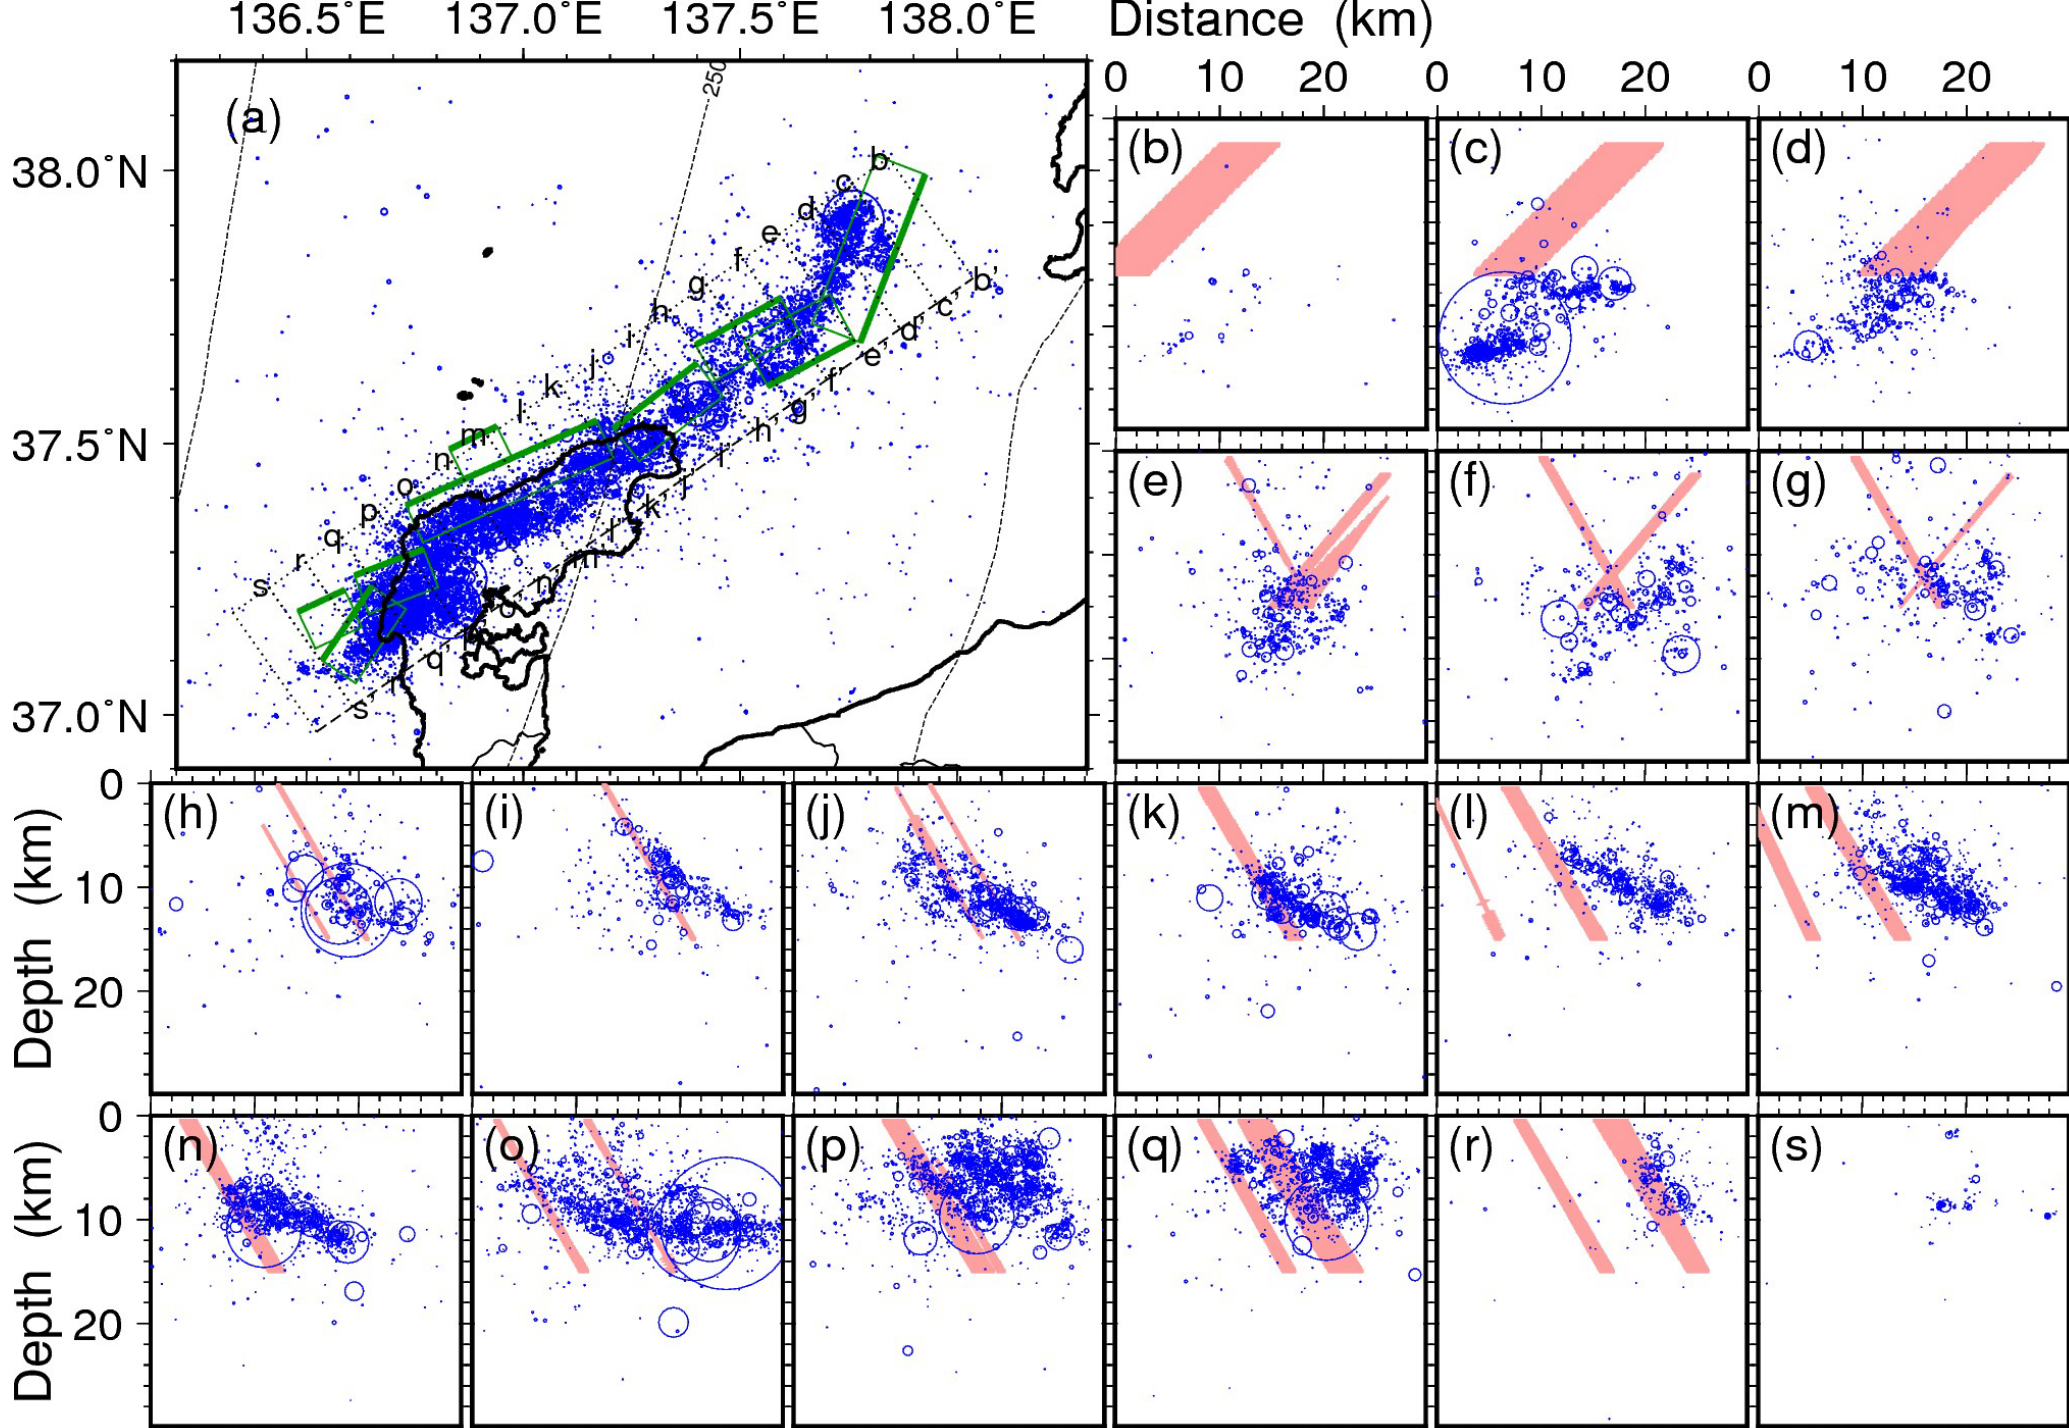 136.5°E 137.0°E 137.5°E 138.0°E
Distance (km)
0 10 20 0 10 20 0 10 20
(a)
250
38.0°N
37.5°N
37.0°N
b
c
d
e
f
g
h
i
j
k
l
m
n
o
p
q
r
s
b'
c'
d'
e'
f'
g'
h'
i'
j'
k'
l'
m'
n'
o'
q'
r'
s'
(b) (c) (d)
(e) (f) (g)
(h) (i) (j) (k) (l) (m)
0
10
20
Depth (km)
(n) (o) (p) (q) (r) (s)
0
10
20
Depth (km)